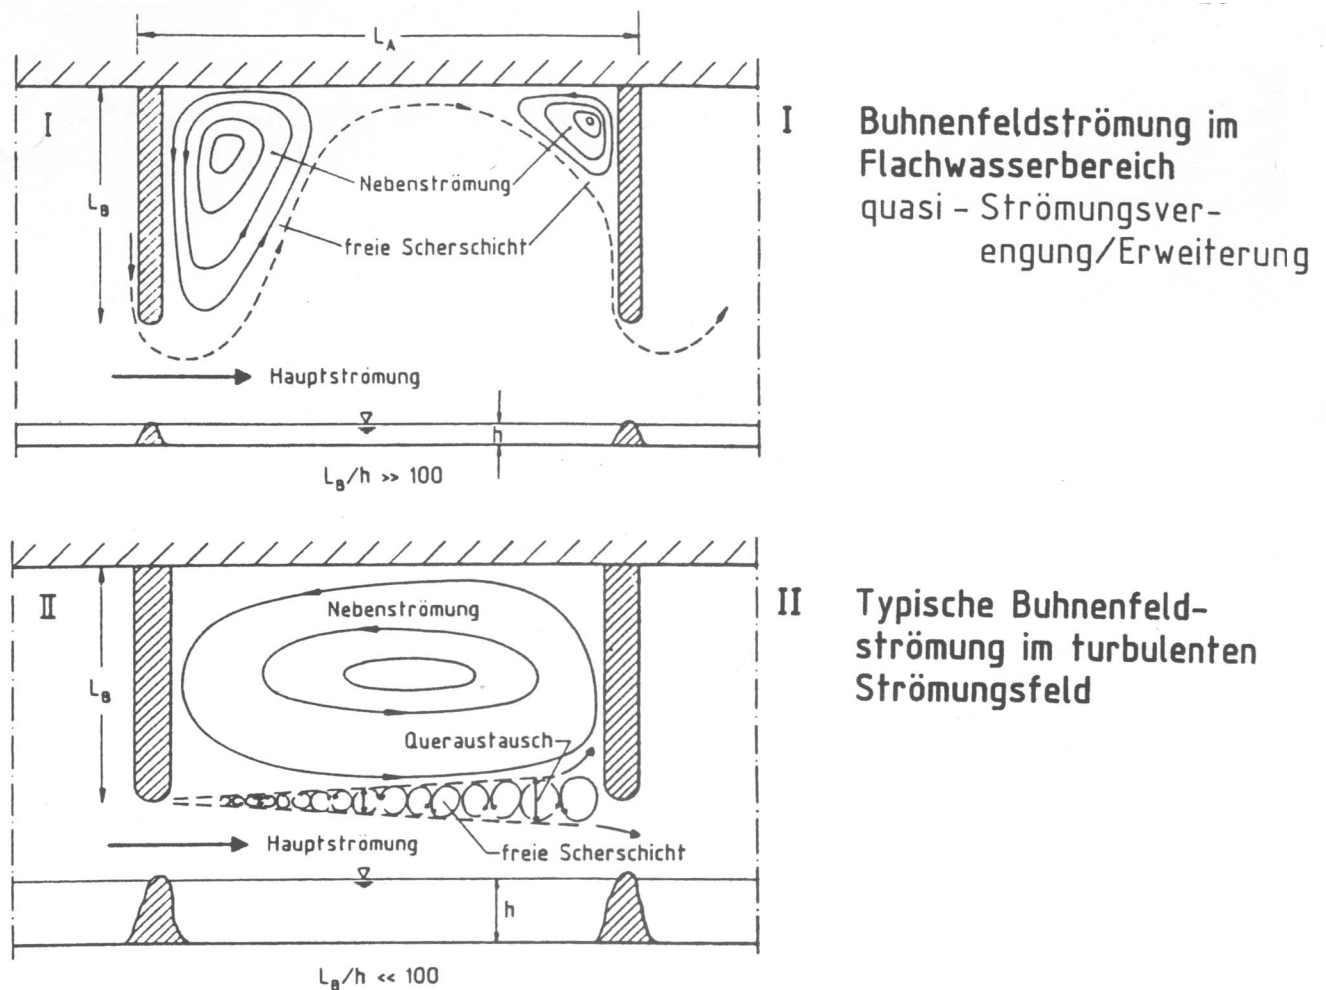 L_A
I
L_B
Nebenströmung
freie Scherschicht
Hauptströmung
h
L_B/h >> 100
I Buhnenfeldströmung im
Flachwasserbereich
quasi - Strömungsver-
engung/Erweiterung
II
L_B
Nebenströmung
Queraustausch
Hauptströmung
freie Scherschicht
h
L_B/h << 100
II Typische Buhnenfeld-
strömung im turbulenten
Strömungsfeld